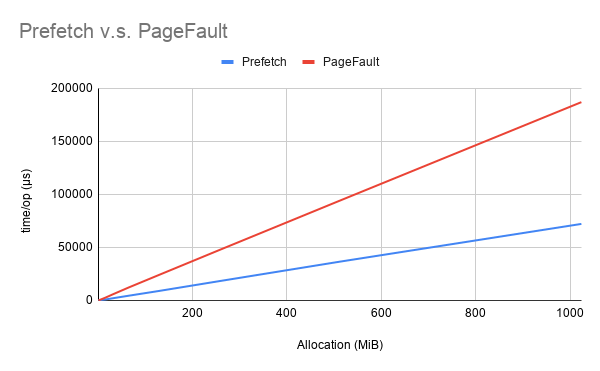 Prefetch v.s. PageFault
Prefetch PageFault
200000
150000
100000
50000
0
200 400 600 800 1000
time/op (µs)
Allocation (MiB)